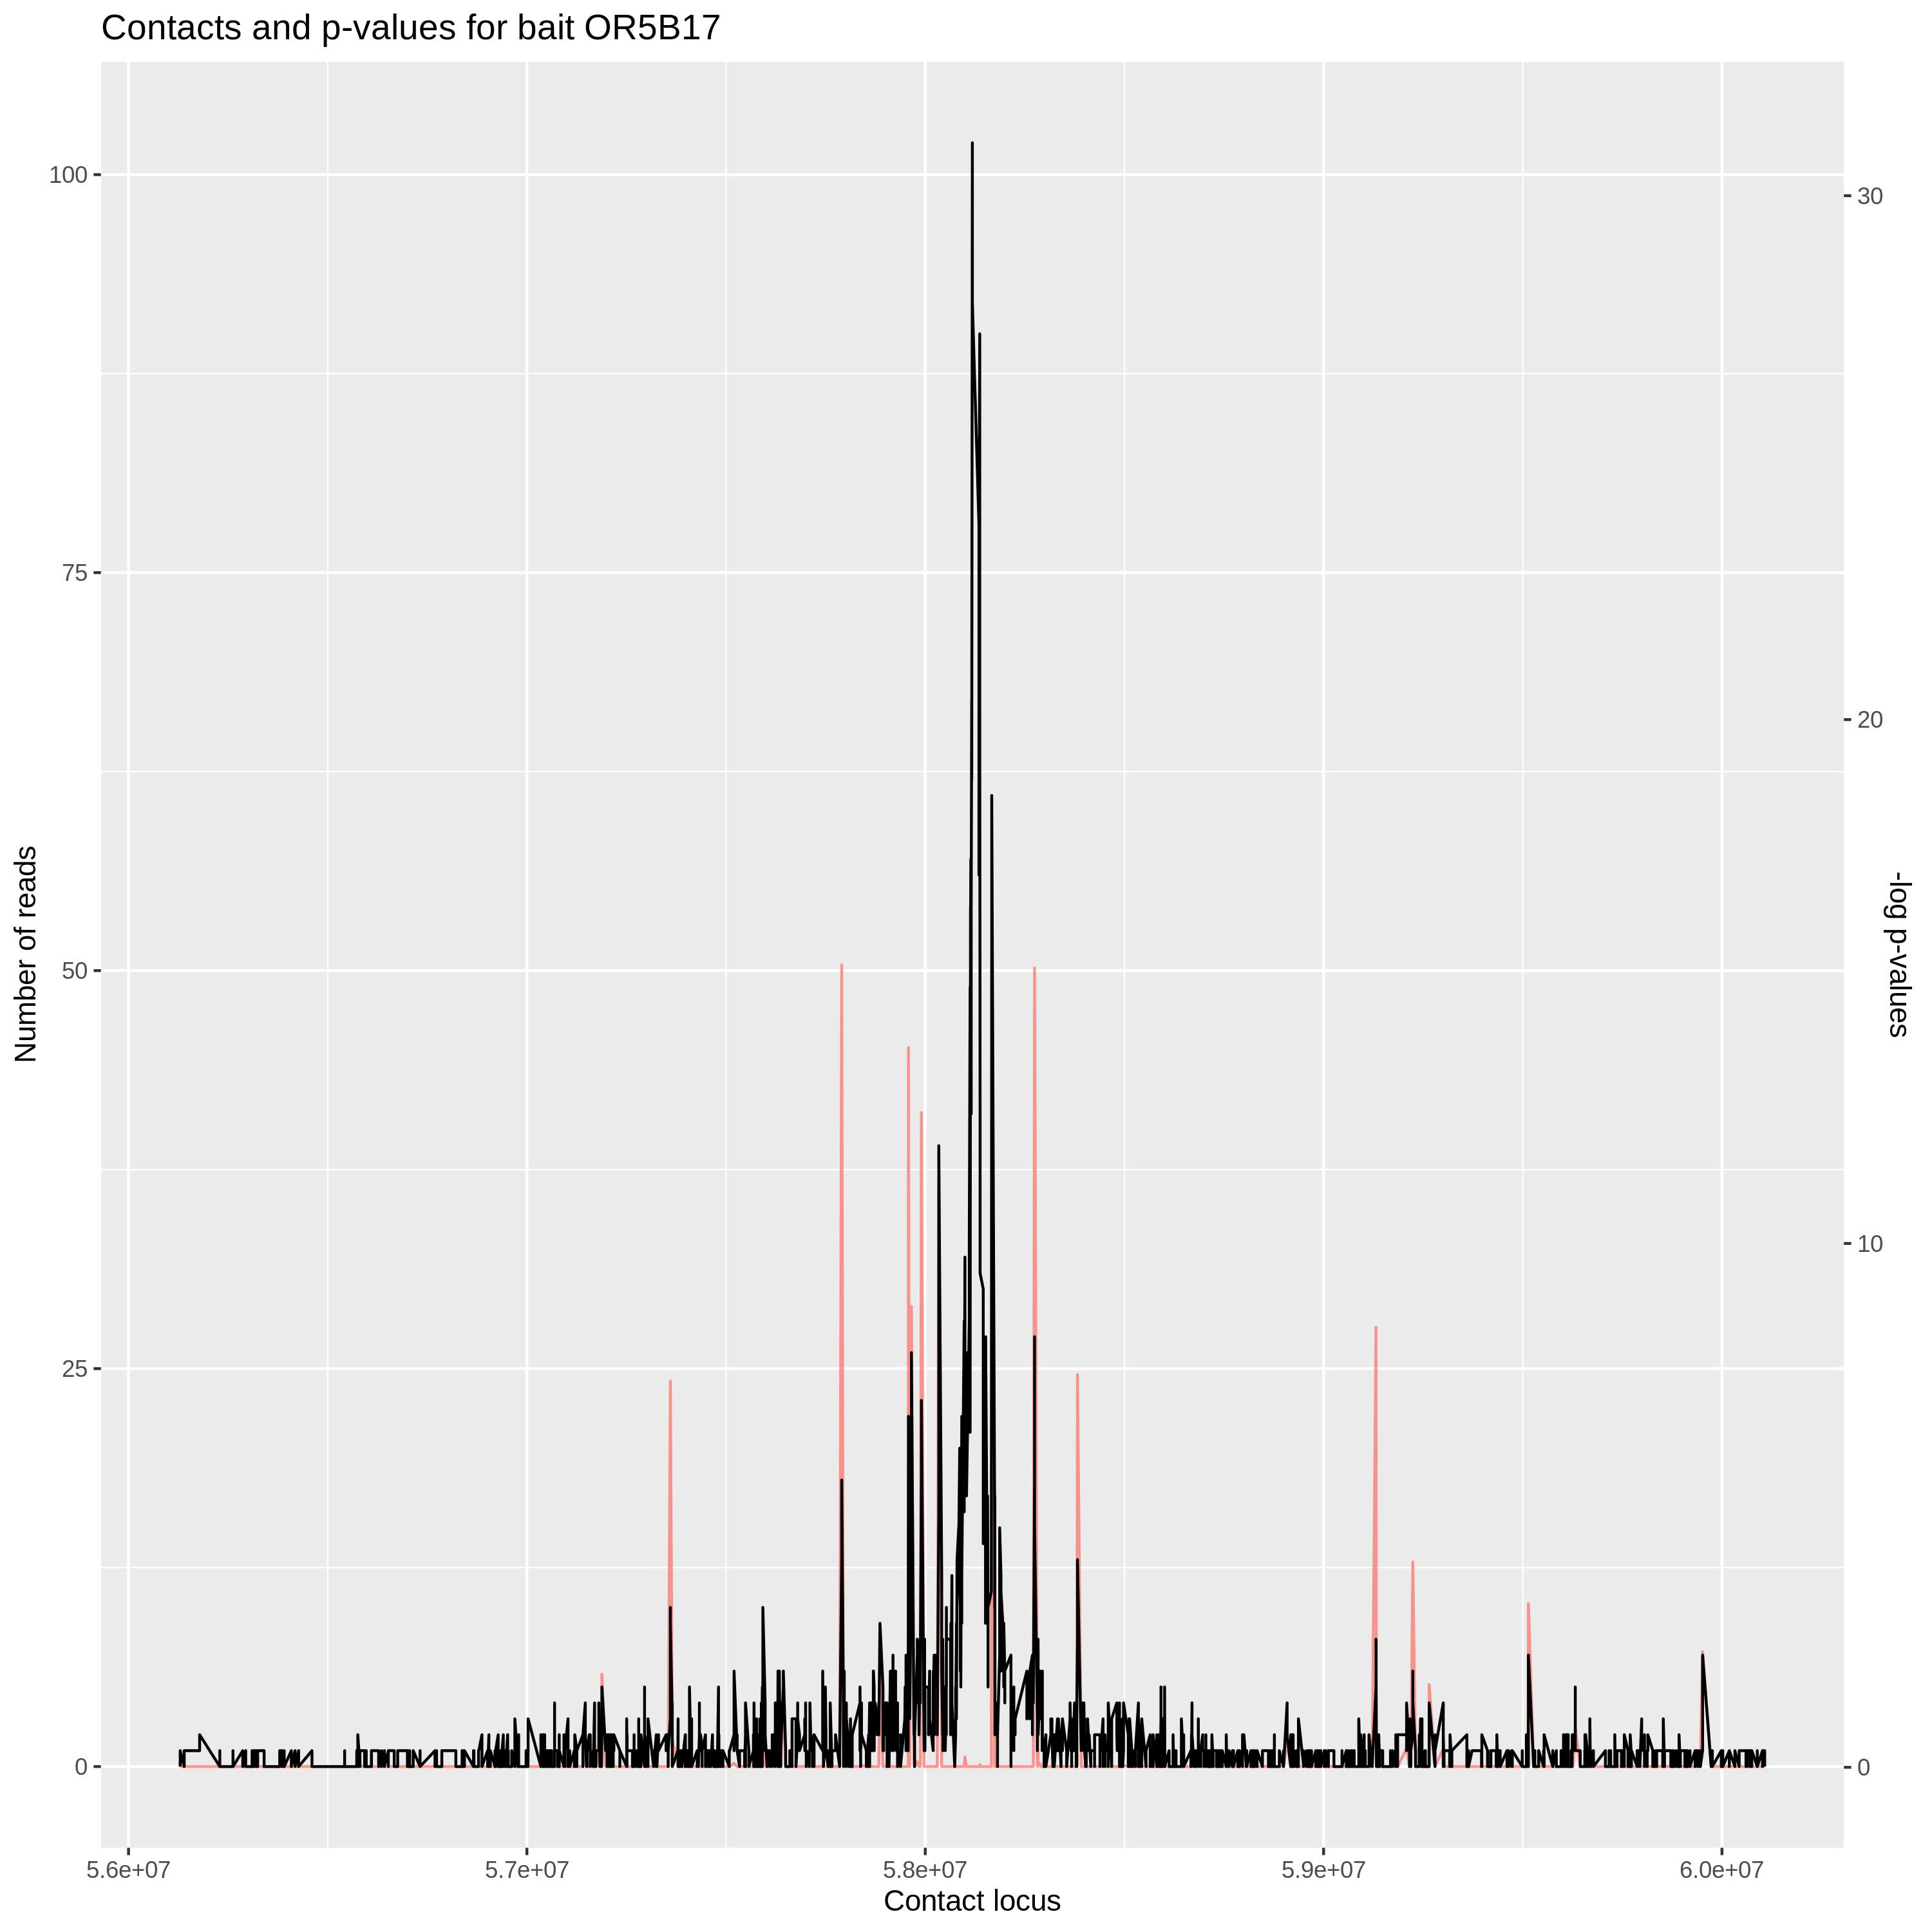 Contacts and p-values for bait OR5B17
100
75
50
25
0
Number of reads
30
20
10
0
-log p-values
5.6e+07 5.7e+07 5.8e+07 5.9e+07 6.0e+07
Contact locus